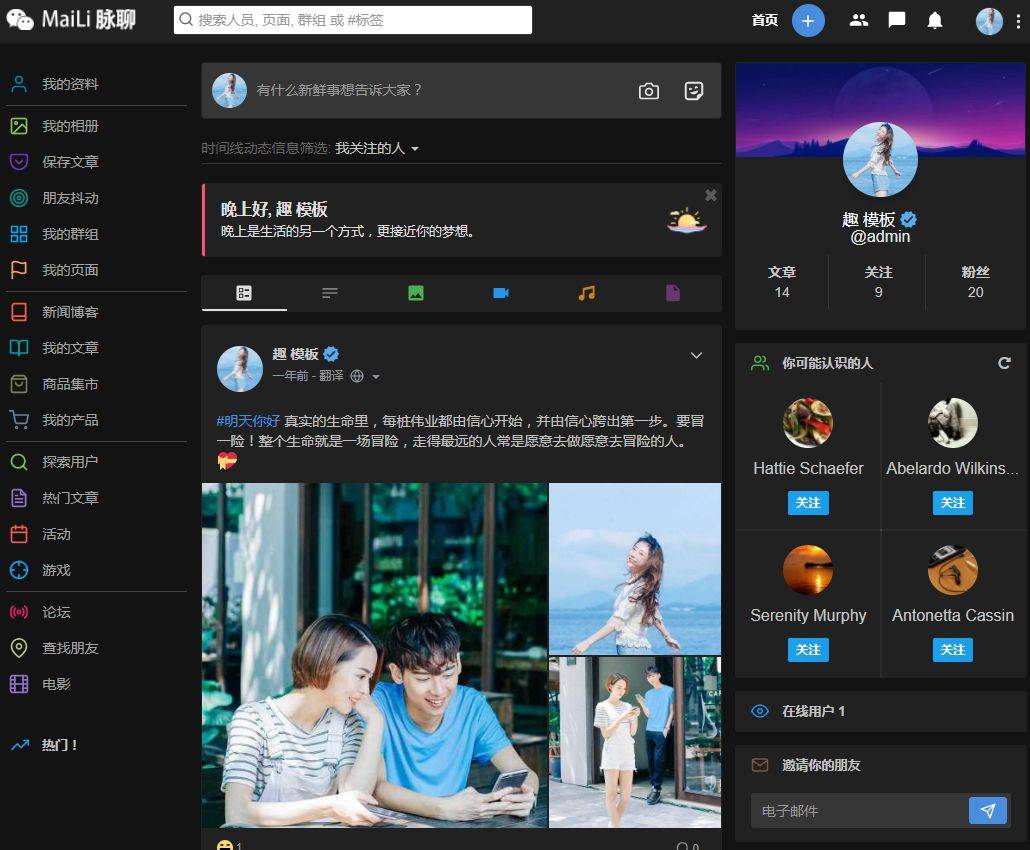 MaiLi 脉聊
搜索人员, 页面, 群组 或 #标签
首页
我的资料
我的相册
保存文章
朋友抖动
我的群组
我的页面
新闻博客
我的文章
商品集市
我的产品
探索用户
热门文章
活动
游戏
论坛
查找朋友
电影
热门！
有什么新鲜事想告诉大家？
时间线动态信息筛选: 我关注的人
晚上好, 趣 模板
晚上是生活的另一个方式，更接近你的梦想。
趣 模板
一年前 - 翻译
#明天你好 真实的生命里，每桩伟业都由信心开始，并由信心跨出第一步。要冒
一险！整个生命就是一场冒险，走得最远的人常是愿意去做愿意去冒险的人。
1
0
趣 模板
@admin
文章
14
关注
9
粉丝
20
你可能认识的人
Hattie Schaefer
关注
Abelardo Wilkins...
关注
Serenity Murphy
关注
Antonetta Cassin
关注
在线用户 1
邀请你的朋友
电子邮件